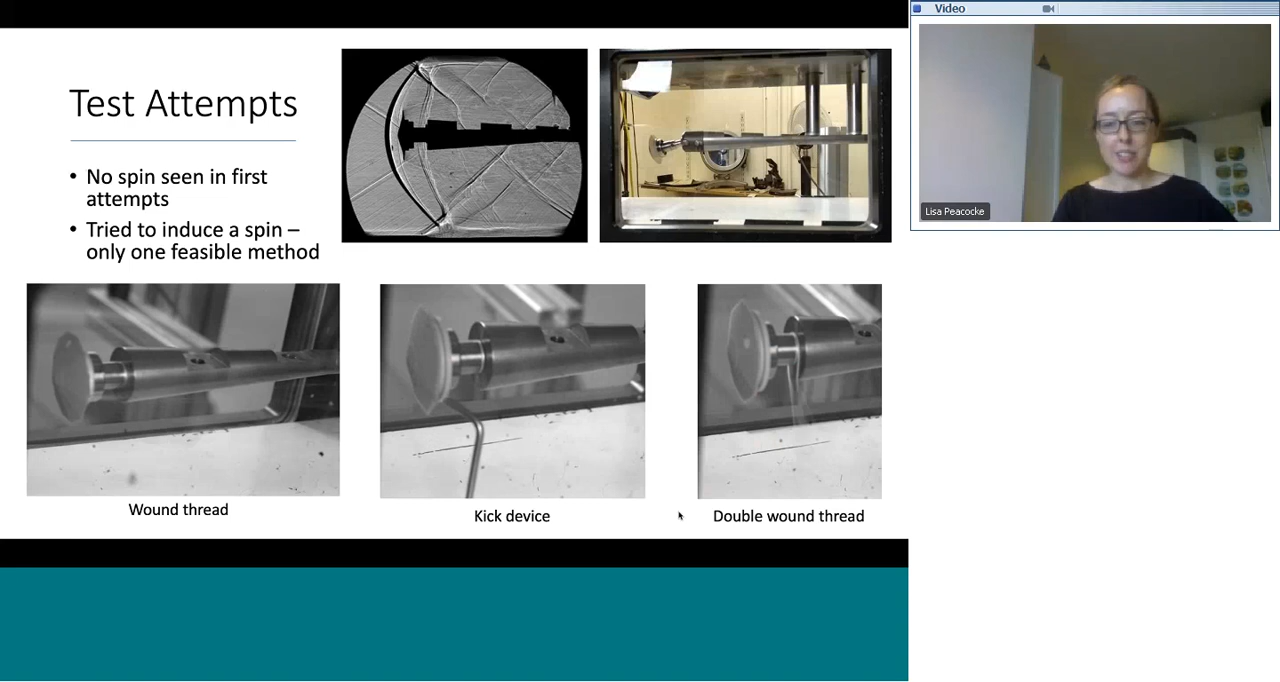 Video
Test Attempts
• No spin seen in first
attempts
• Tried to induce a spin –
only one feasible method
Lisa Peacocke
Wound thread
Kick device
Double wound thread